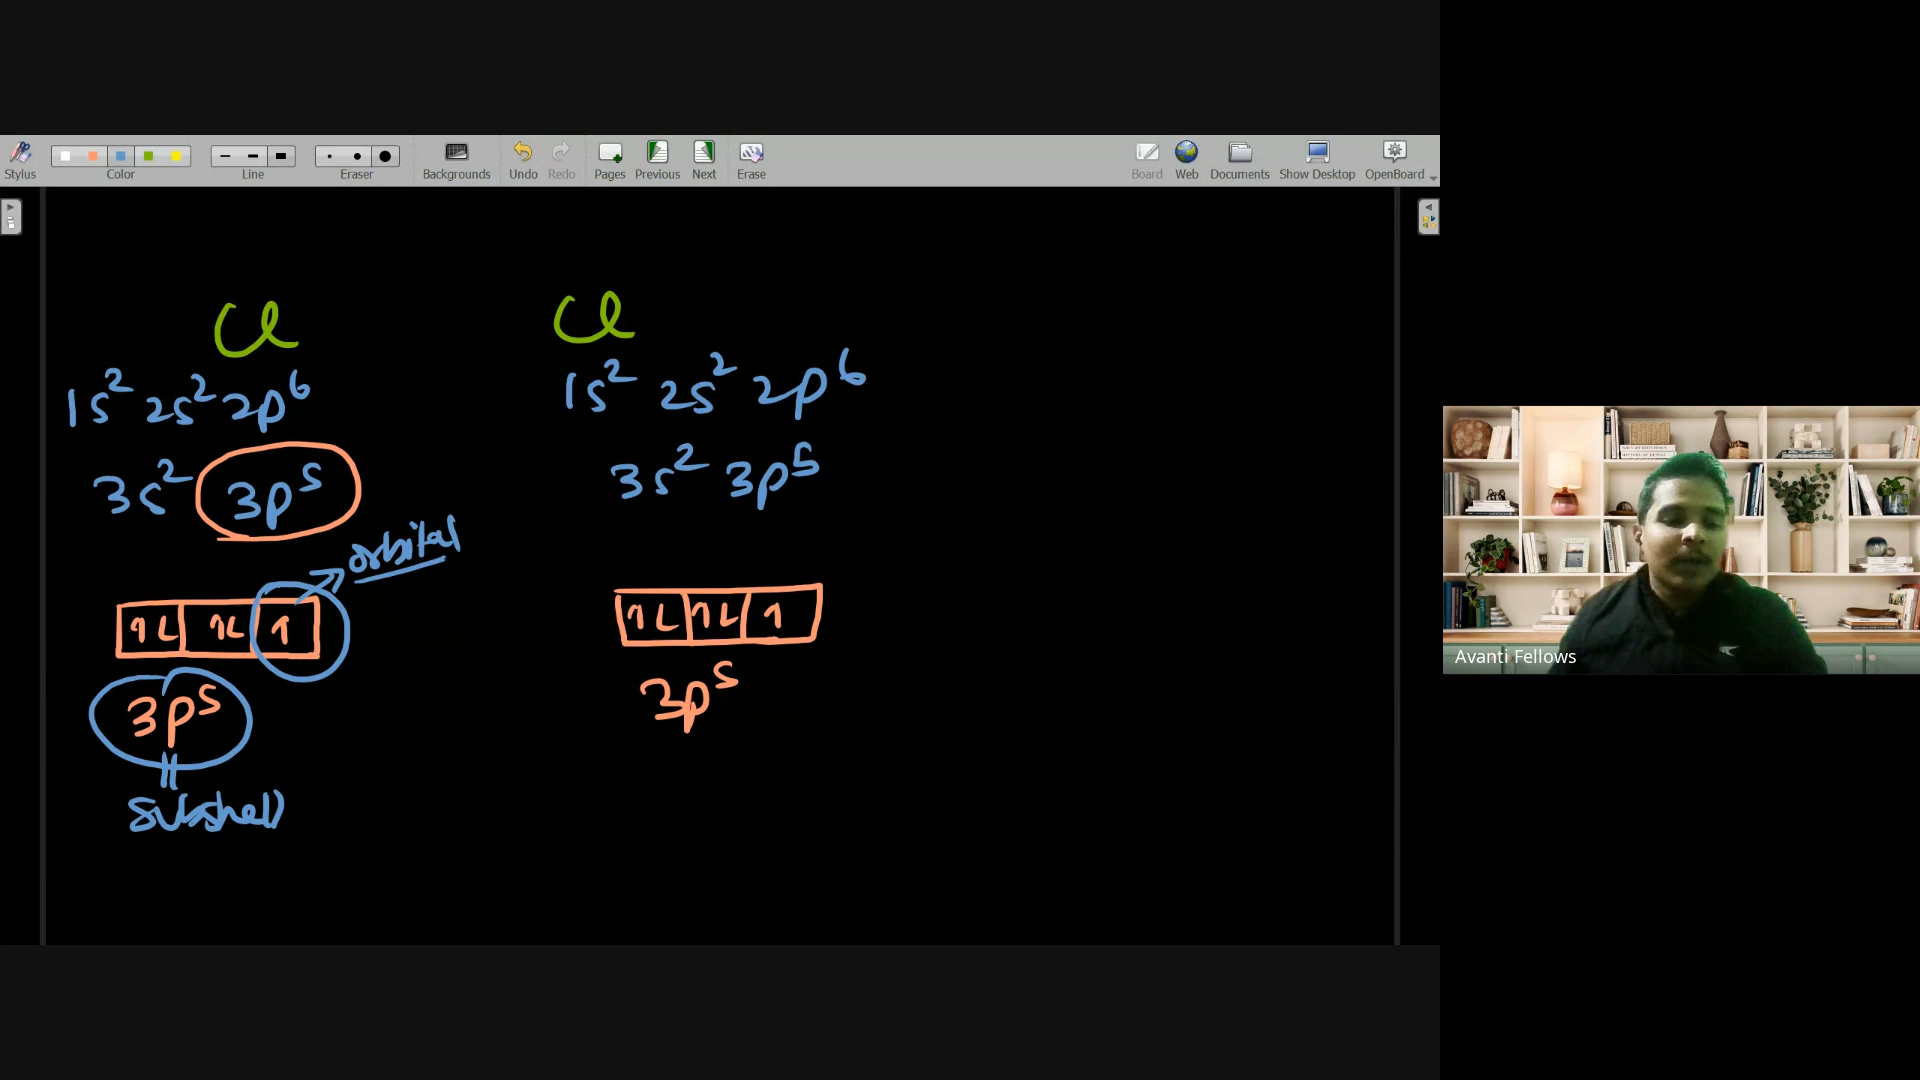 Stylus Color Line Eraser Backgrounds Undo Redo Pages Previous Next Erase Board Web Documents Show Desktop OpenBoard
Cl
1s² 2s² 2p⁶
3s² 3p⁵
orbital
↿⇂ ↿⇂ ↿
3p⁵
subshell
Cl
1s² 2s² 2p⁶
3s² 3p⁵
↿⇂ ↿⇂ ↿
3p⁵
Avanti Fellows